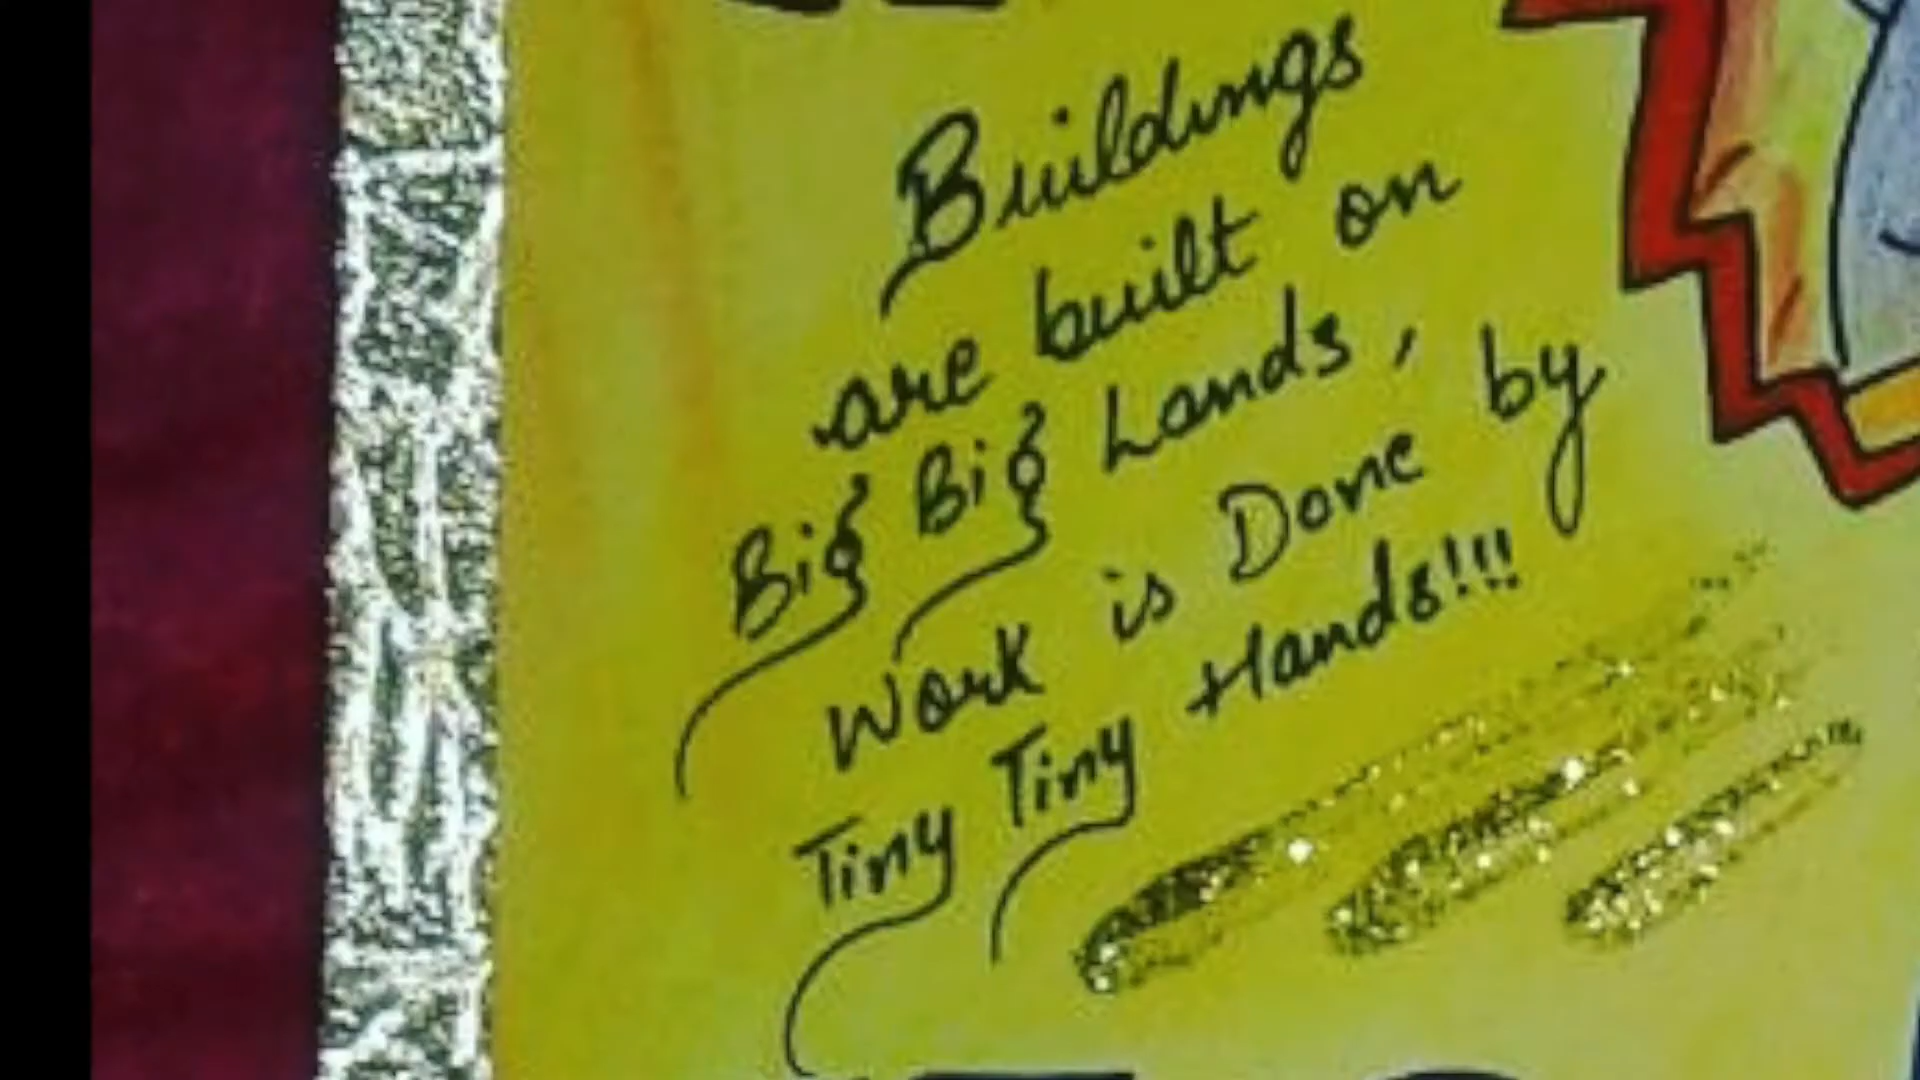 Buildings
are built on
Big Big Lands,
Work is Done by
Tiny Tiny Hands!!!